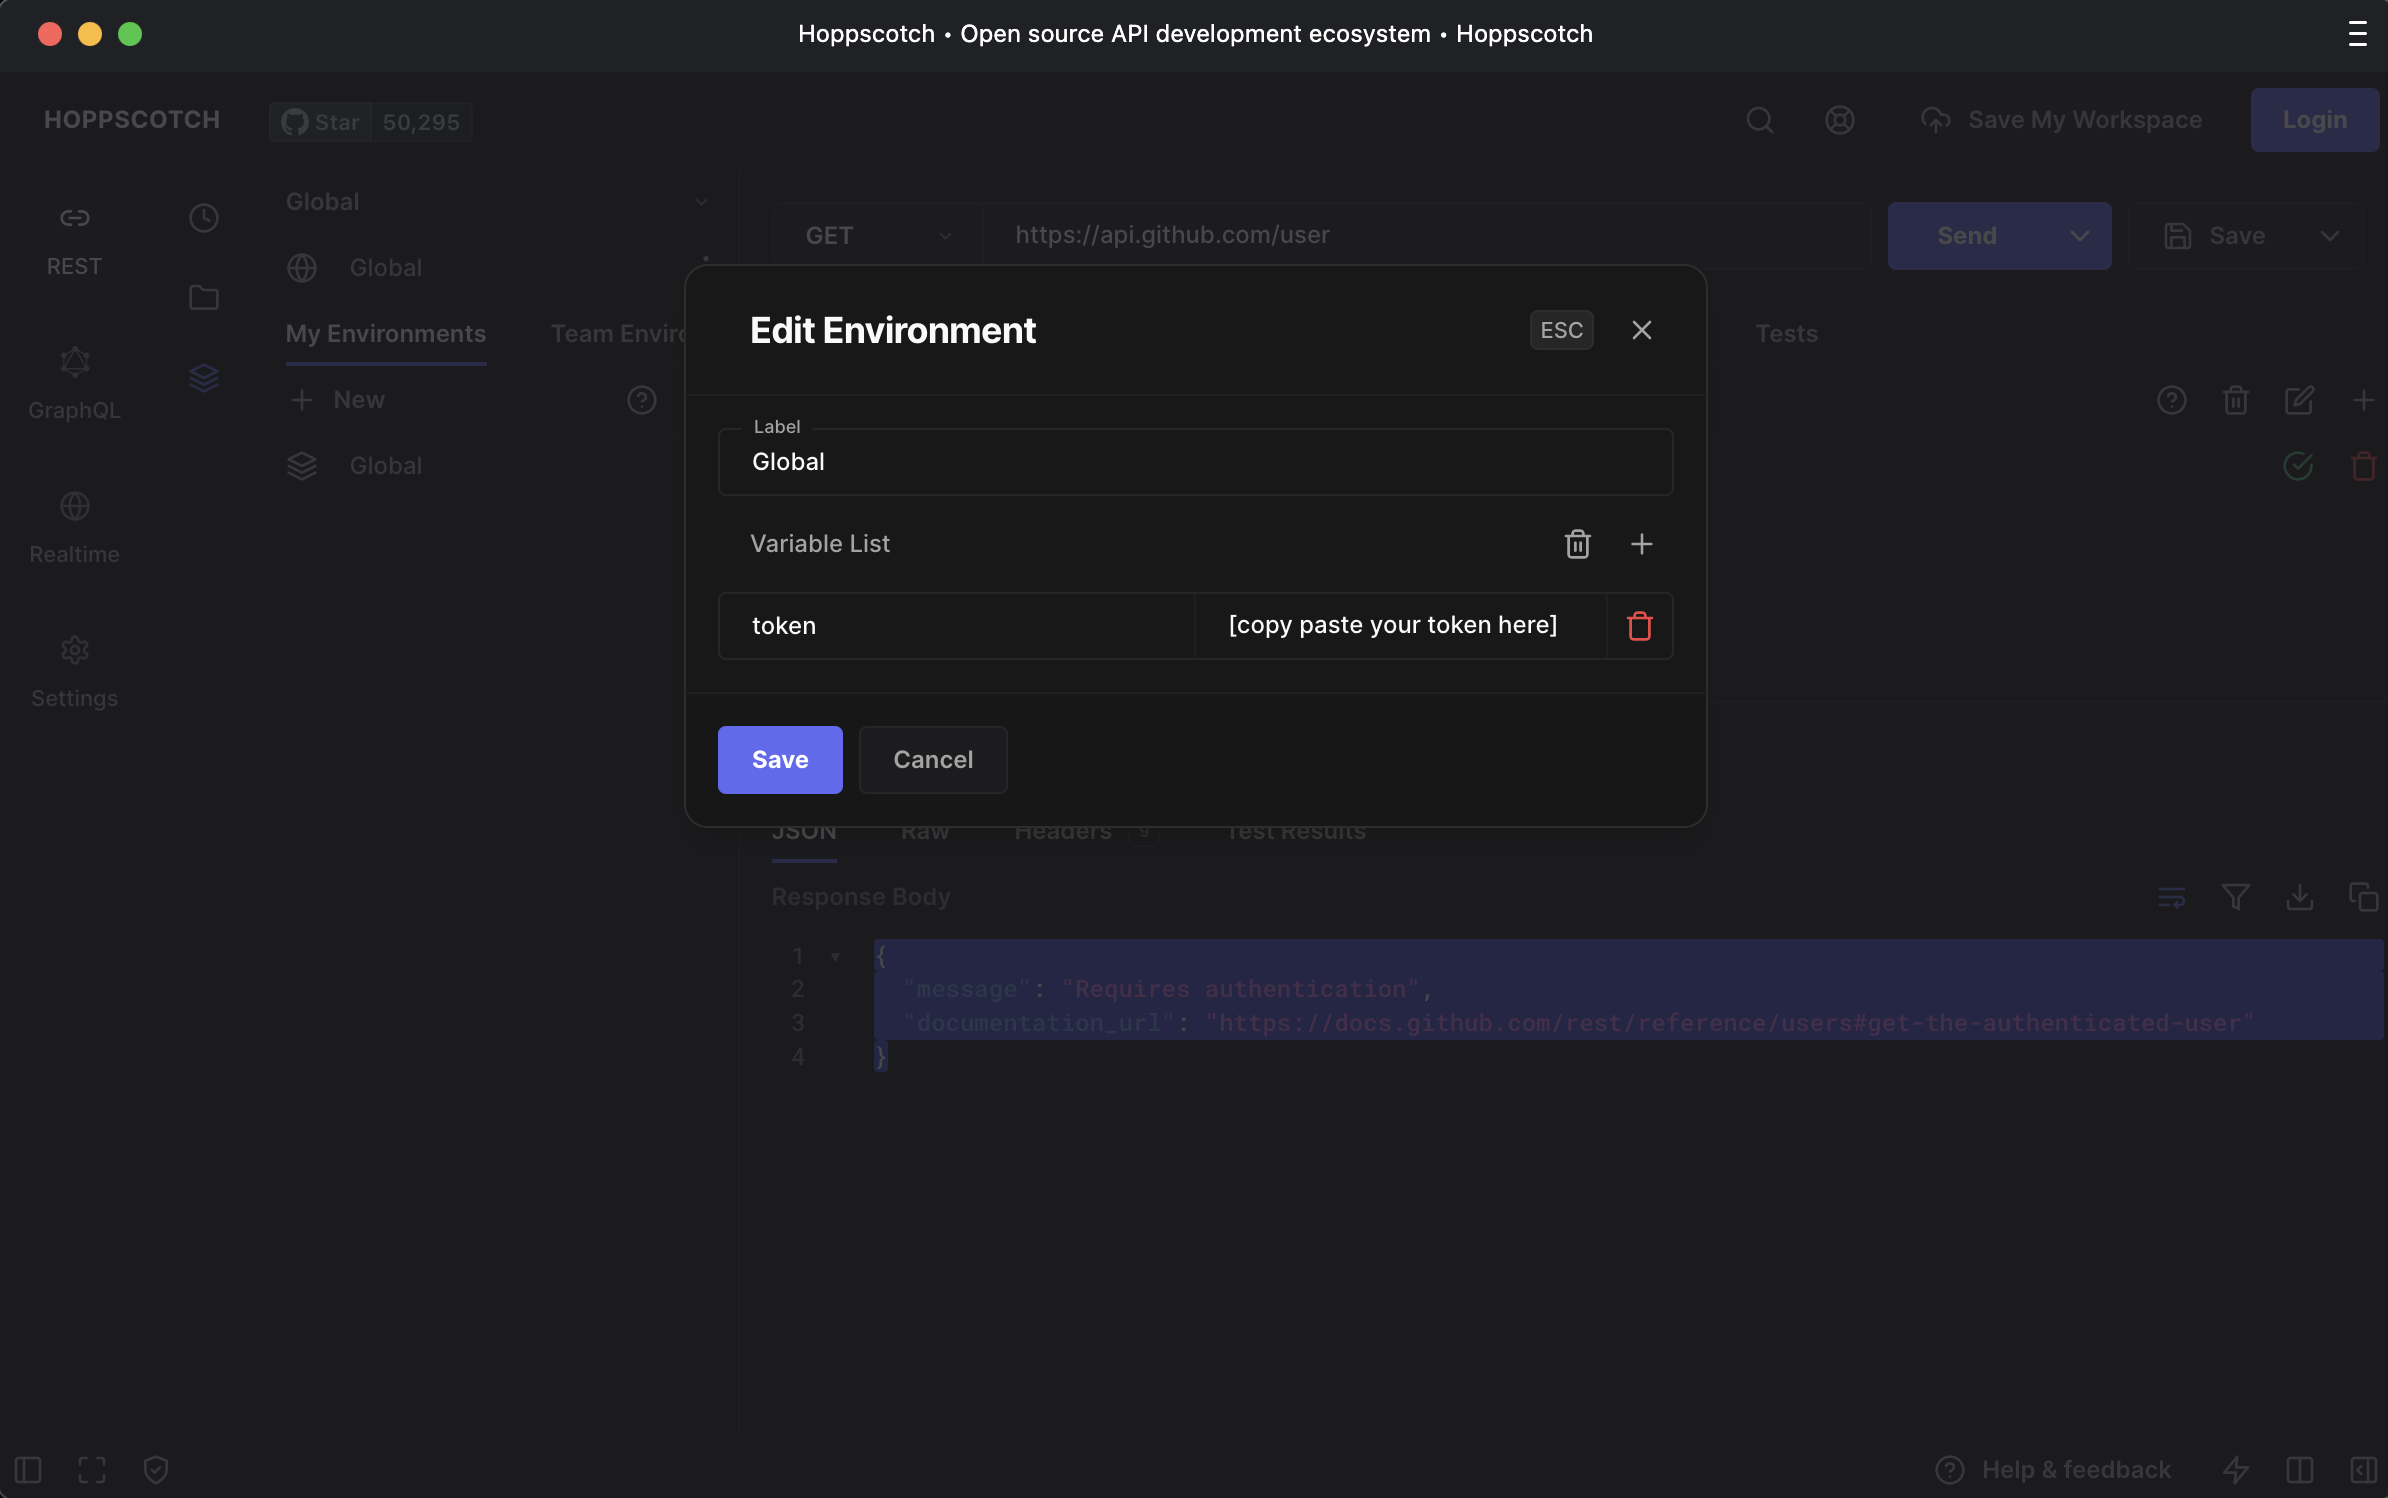 Hoppscotch • Open source API development ecosystem • Hoppscotch
HOPPSCOTCH
Star 50,295
Save My Workspace
Login
REST
GraphQL
Realtime
Settings
Global
Global
My Environments
Team Enviro
New
Global
GET
https://api.github.com/user
Send
Save
Tests
Edit Environment
ESC
Label
Global
Variable List
token
[copy paste your token here]
Save
Cancel
JSON
Raw
Headers 9
Test Results
Response Body
1 {
2 "message": "Requires authentication",
3 "documentation_url": "https://docs.github.com/rest/reference/users#get-the-authenticated-user"
4 }
Help & feedback